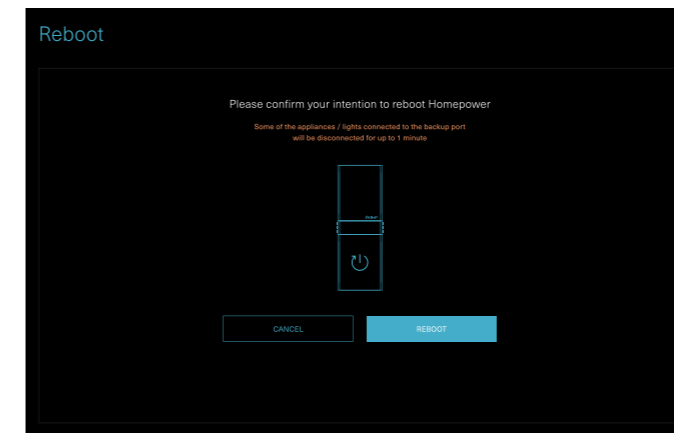 Reboot
Please confirm your intention to reboot Homepower
Some of the appliances / lights connected to the backup port
will be disconnected for up to 1 minute
CANCEL
REBOOT